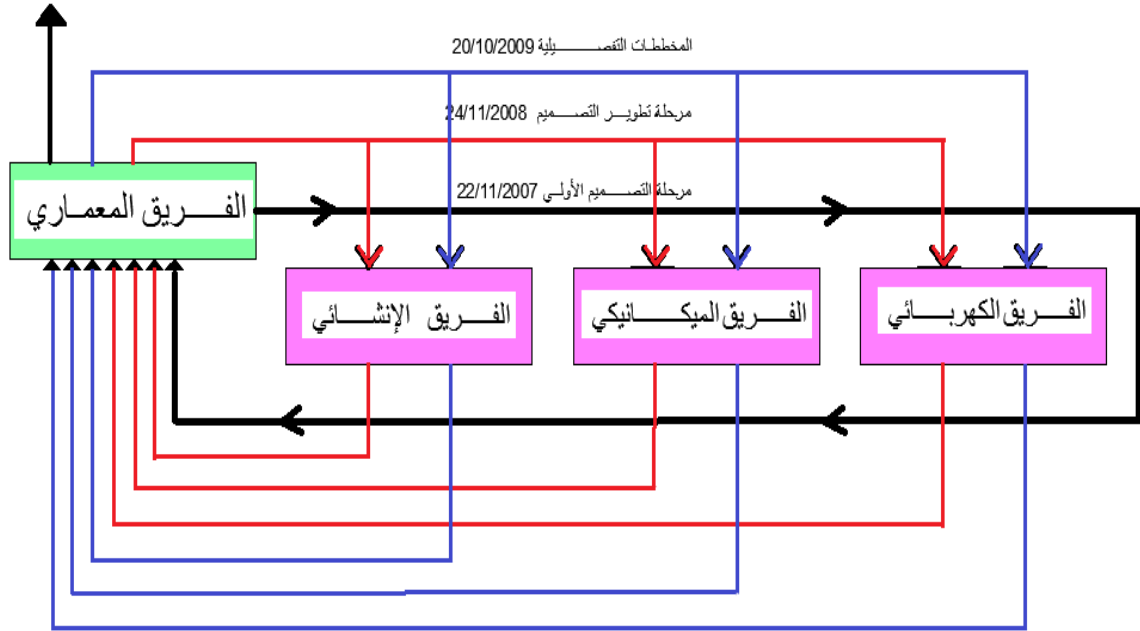 المخططات التفصيلية 20/10/2009
مرحلة تطوير التصميم 24/11/2008
مرحلة التصميم الأولي 22/11/2007
الفريق المعماري
الفريق الإنشائي
الفريق الميكانيكي
الفريق الكهربائي